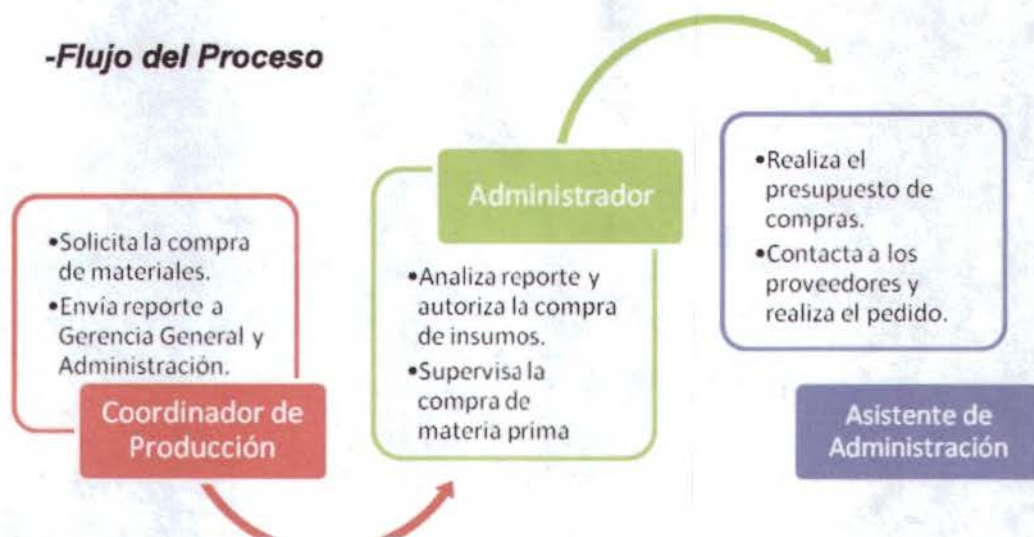 -Flujo del Proceso
•Solicita la compra
de materiales.
•Envía reporte a
Gerencia General y
Administración.
Coordinador de
Producción
Administrador
•Analiza reporte y
autoriza la compra
de insumos.
•Supervisa la
compra de
materia prima
•Realiza el
presupuesto de
compras.
•Contacta a los
proveedores y
realiza el pedido.
Asistente de
Administración